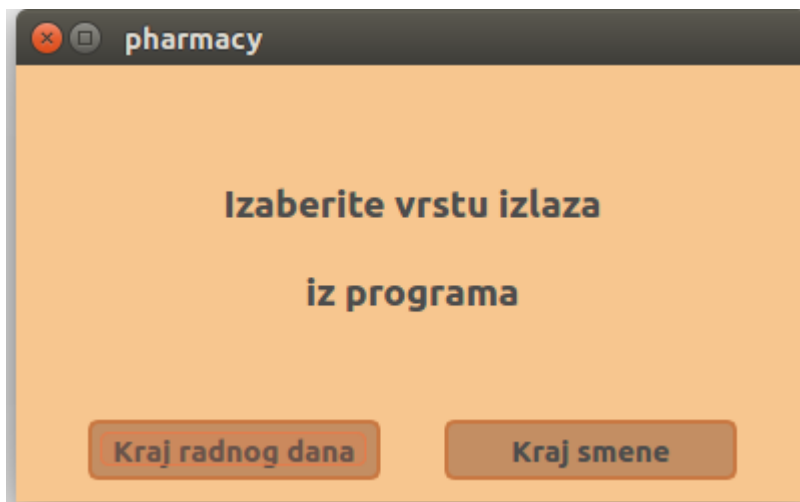 pharmacy
Izaberite vrstu izlaza
iz programa
Kraj radnog dana
Kraj smene